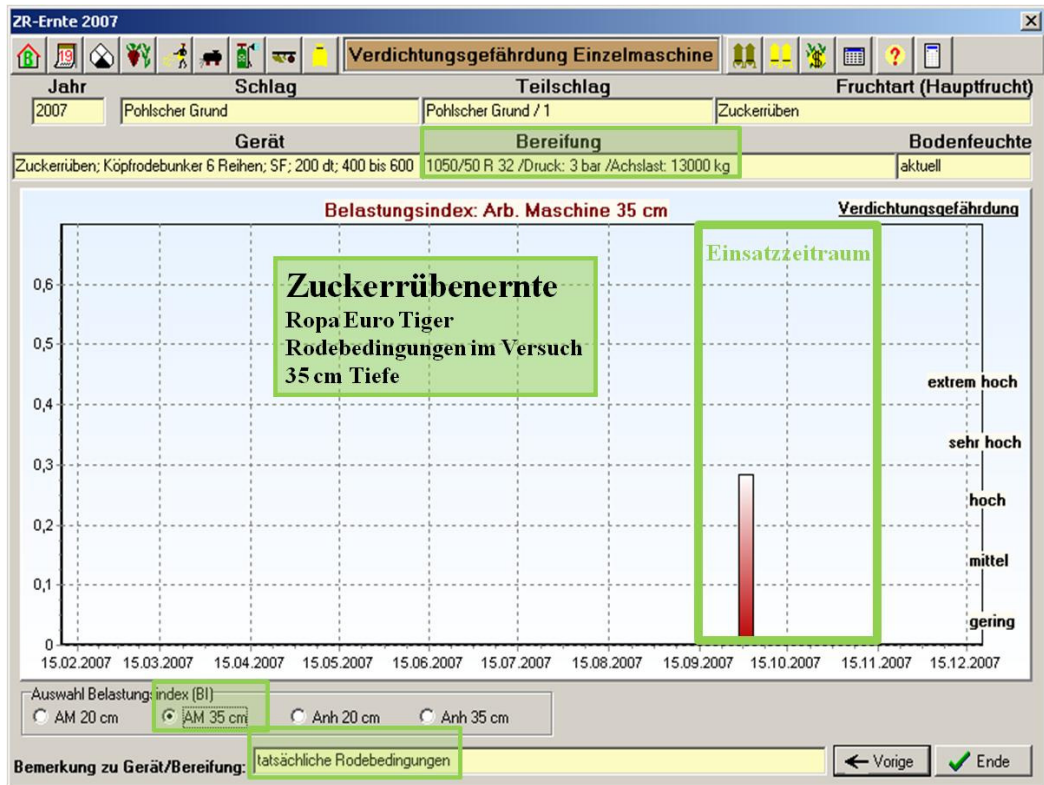 ZR-Ernte 2007
19
Verdichtungsgefährdung Einzelmaschine
?
Jahr Schlag Teilschlag Fruchtart (Hauptfrucht)
2007 Pohlscher Grund Pohlscher Grund / 1 Zuckerrüben
Gerät Bereifung Bodenfeuchte
Zuckerrüben; Köpfrodebunker 6 Reihen; SF; 200 dt; 400 bis 600 1050/50 R 32 /Druck: 3 bar /Achslast: 13000 kg aktuell
Belastungsindex: Arb. Maschine 35 cm Verdichtungsgefährdung
Einsatzzeitraum
Zuckerrübenernte
Ropa Euro Tiger
Rodebedingungen im Versuch
35 cm Tiefe
0,6
0,5
extrem hoch
0,4
sehr hoch
0,3
hoch
0,2
mittel
0,1
gering
0
15.02.2007 15.03.2007 15.04.2007 15.05.2007 15.06.2007 15.07.2007 15.08.2007 15.09.2007 15.10.2007 15.11.2007 15.12.2007
Auswahl Belastungsindex (BI)
AM 20 cm AM 35 cm Anh 20 cm Anh 35 cm
Bemerkung zu Gerät/Bereifung: tatsächliche Rodebedingungen Vorige Ende